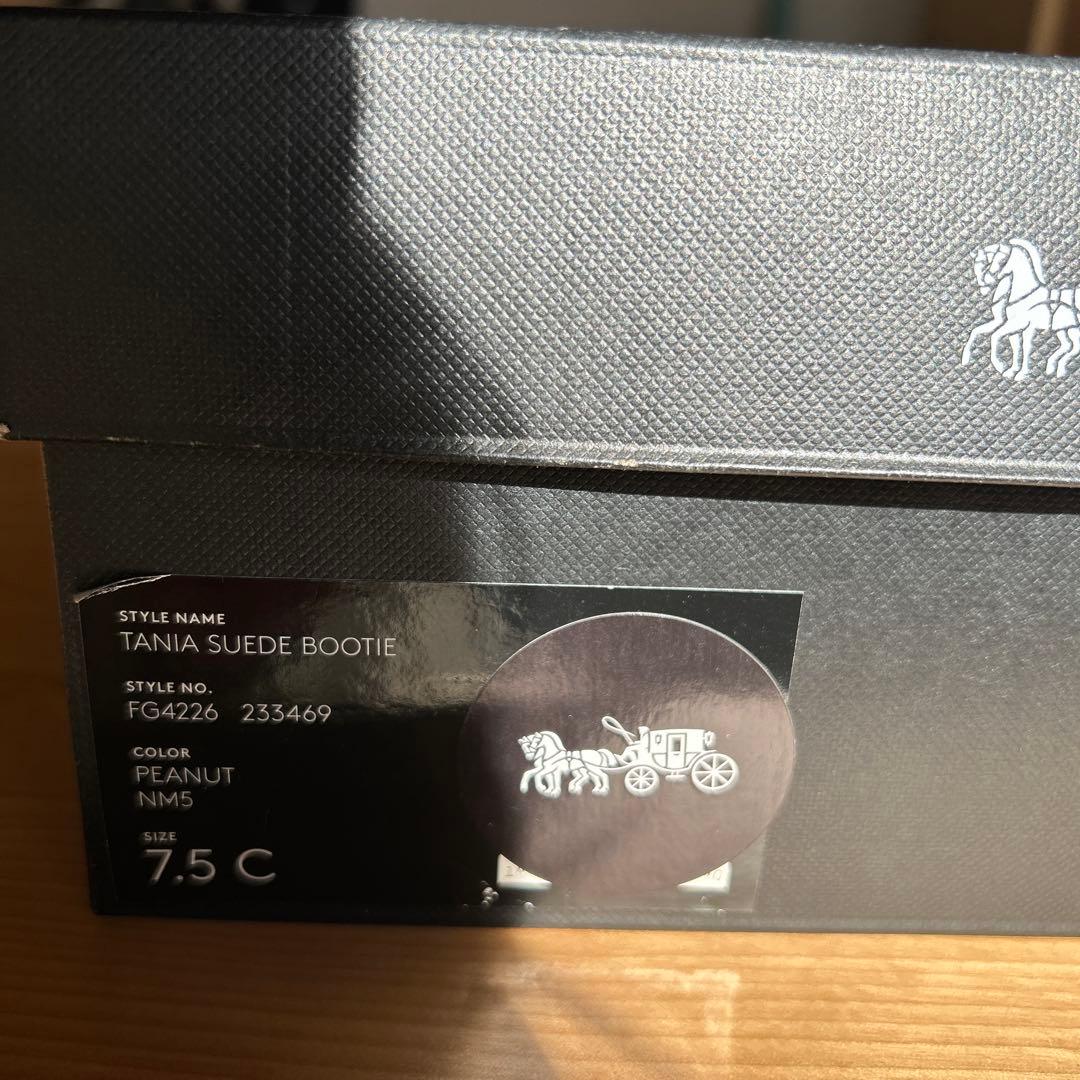 STYLE NAME
TANIA SUEDE BOOTIE
STYLE NO.
FG4226 233469
COLOR
PEANUT
NM5
SIZE
7.5 C